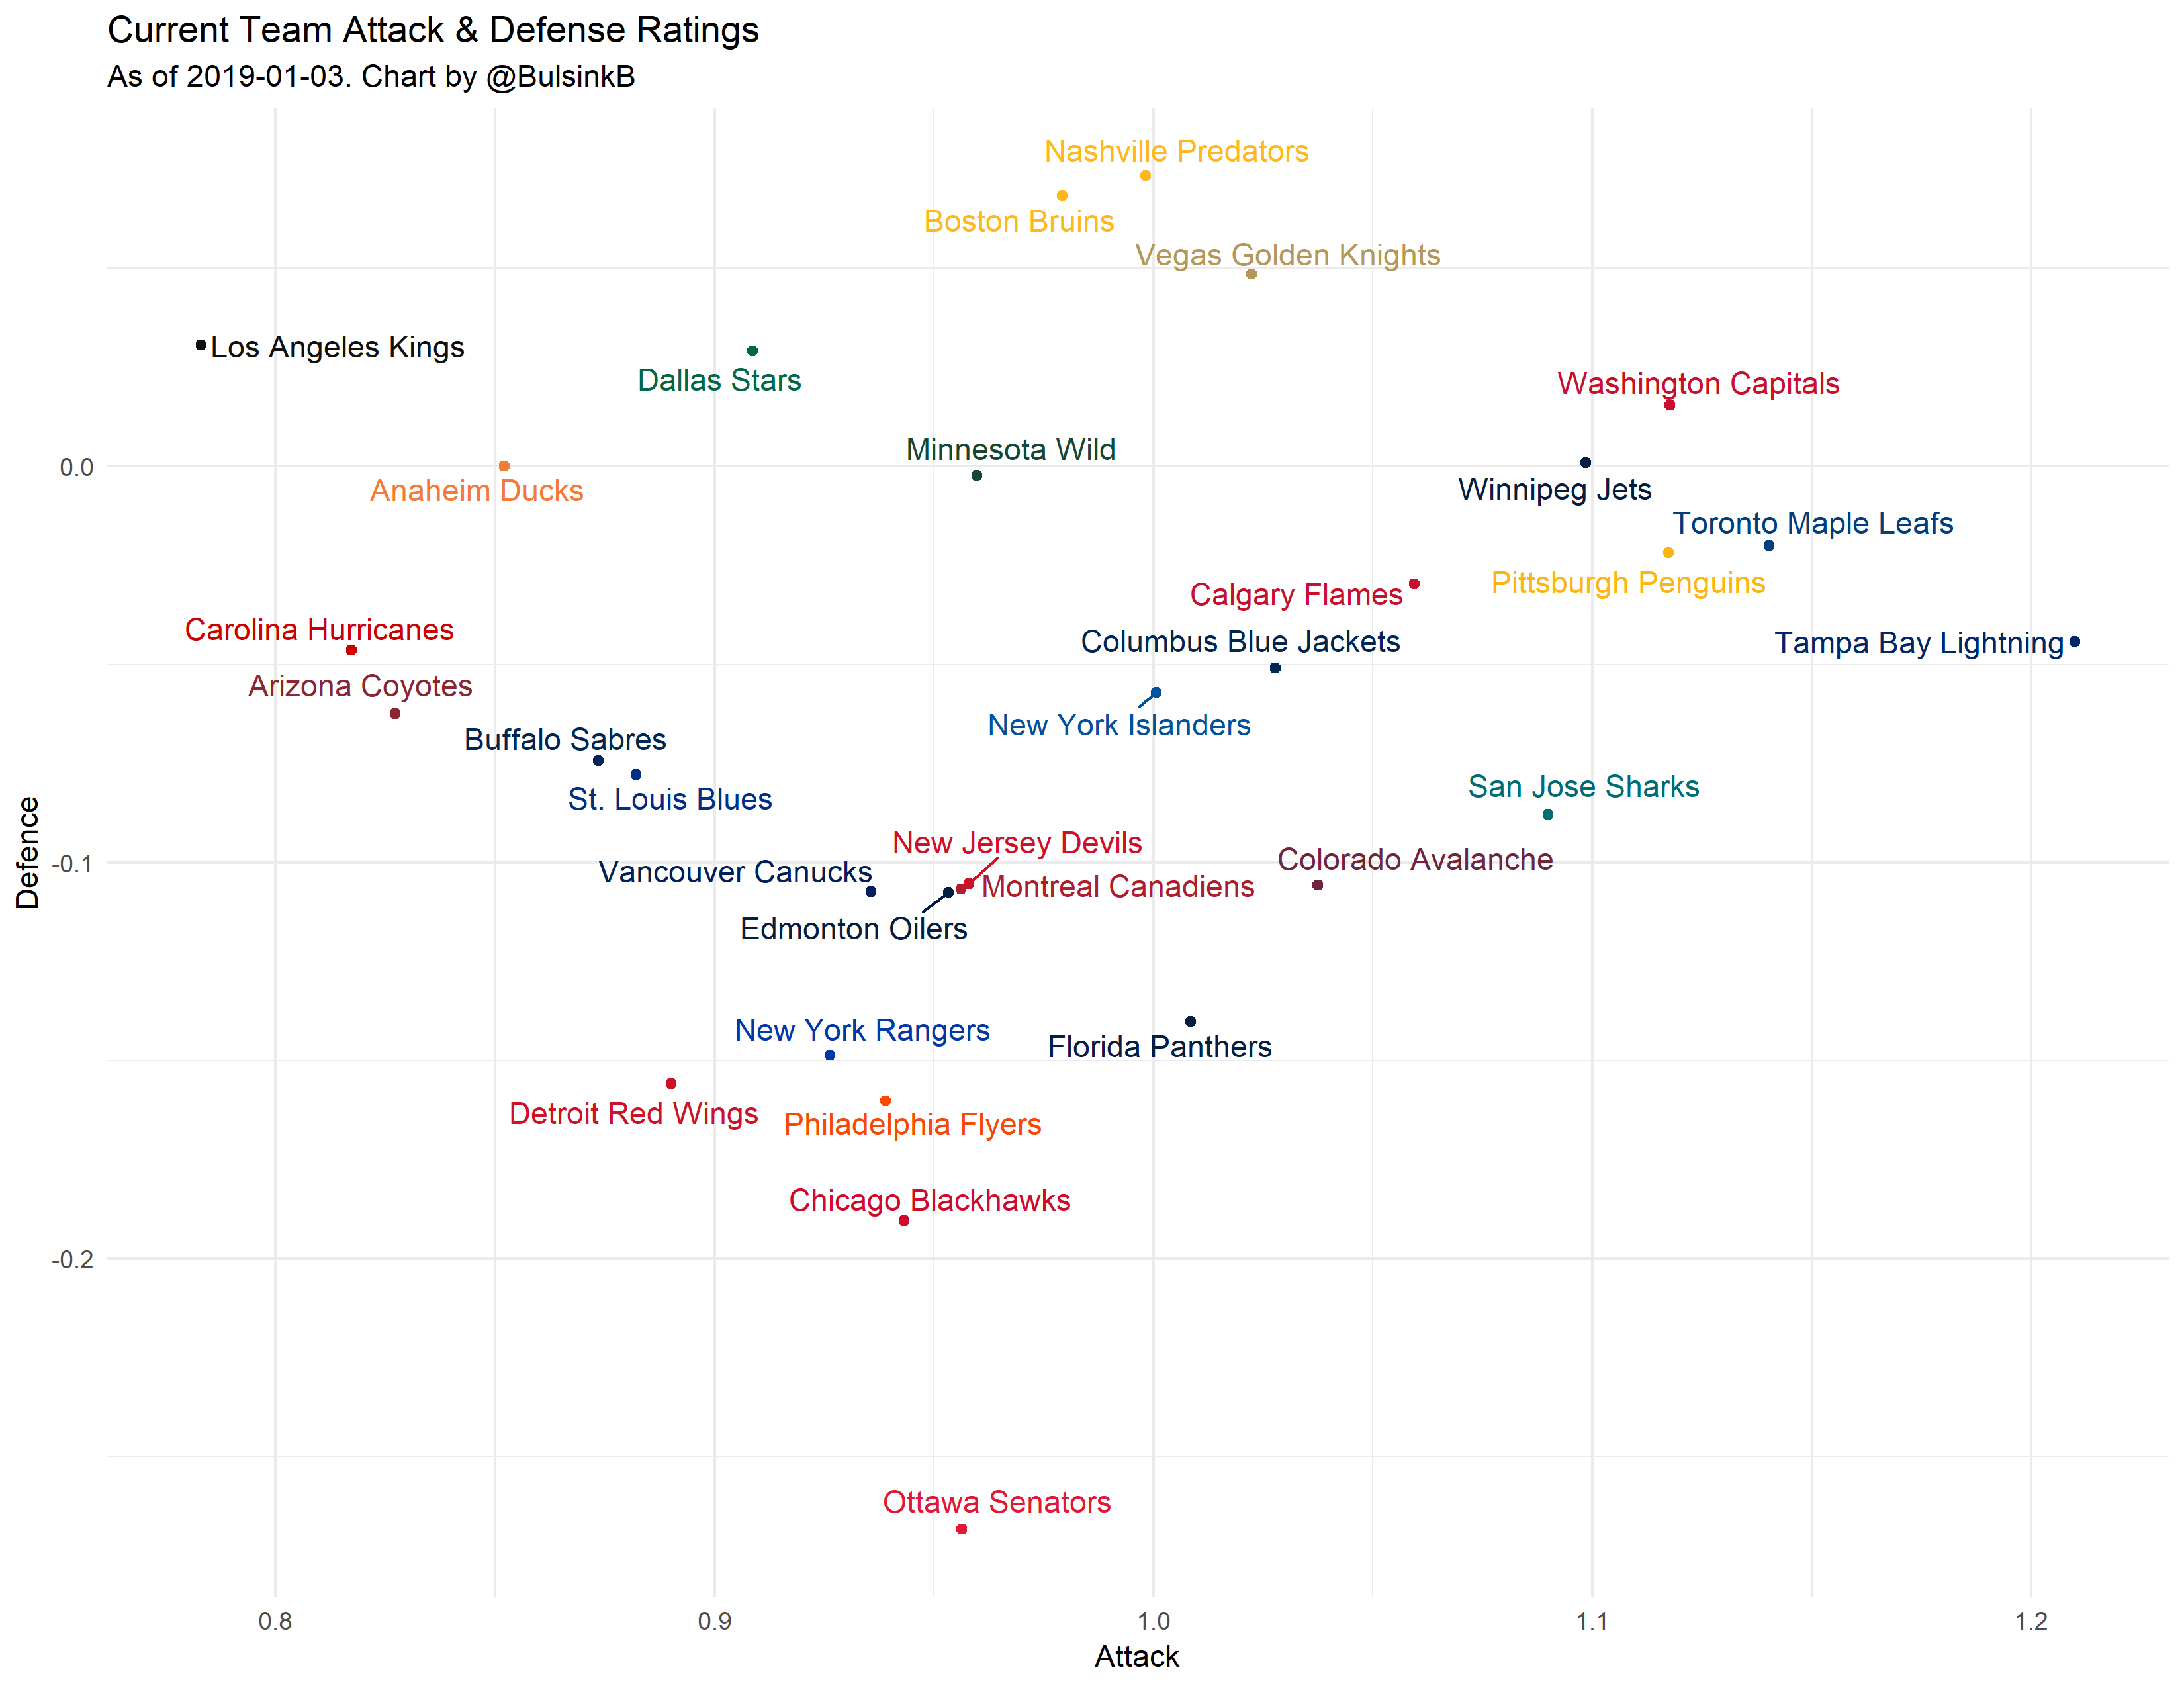 Current Team Attack & Defense Ratings
As of 2019-01-03. Chart by @BulsinkB
Nashville Predators
Boston Bruins
Vegas Golden Knights
Los Angeles Kings
Dallas Stars
Washington Capitals
Minnesota Wild
0.0
Anaheim Ducks
Winnipeg Jets
Toronto Maple Leafs
Pittsburgh Penguins
Calgary Flames
Carolina Hurricanes
Columbus Blue Jackets
Tampa Bay Lightning
Arizona Coyotes
New York Islanders
Buffalo Sabres
San Jose Sharks
St. Louis Blues
Defence
New Jersey Devils
-0.1
Colorado Avalanche
Vancouver Canucks
Montreal Canadiens
Edmonton Oilers
New York Rangers
Florida Panthers
Detroit Red Wings
Philadelphia Flyers
Chicago Blackhawks
-0.2
Ottawa Senators
0.8
0.9
1.0
1.1
1.2
Attack